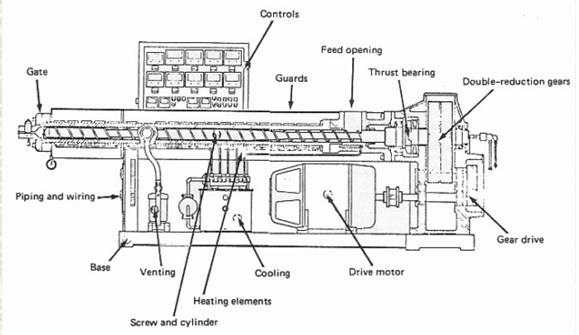 Controls
Feed opening
Gate
Guards
Thrust bearing
Double-reduction gears
Piping and wiring
Gear drive
Base
Venting
Cooling
Drive motor
Heating elements
Screw and cylinder